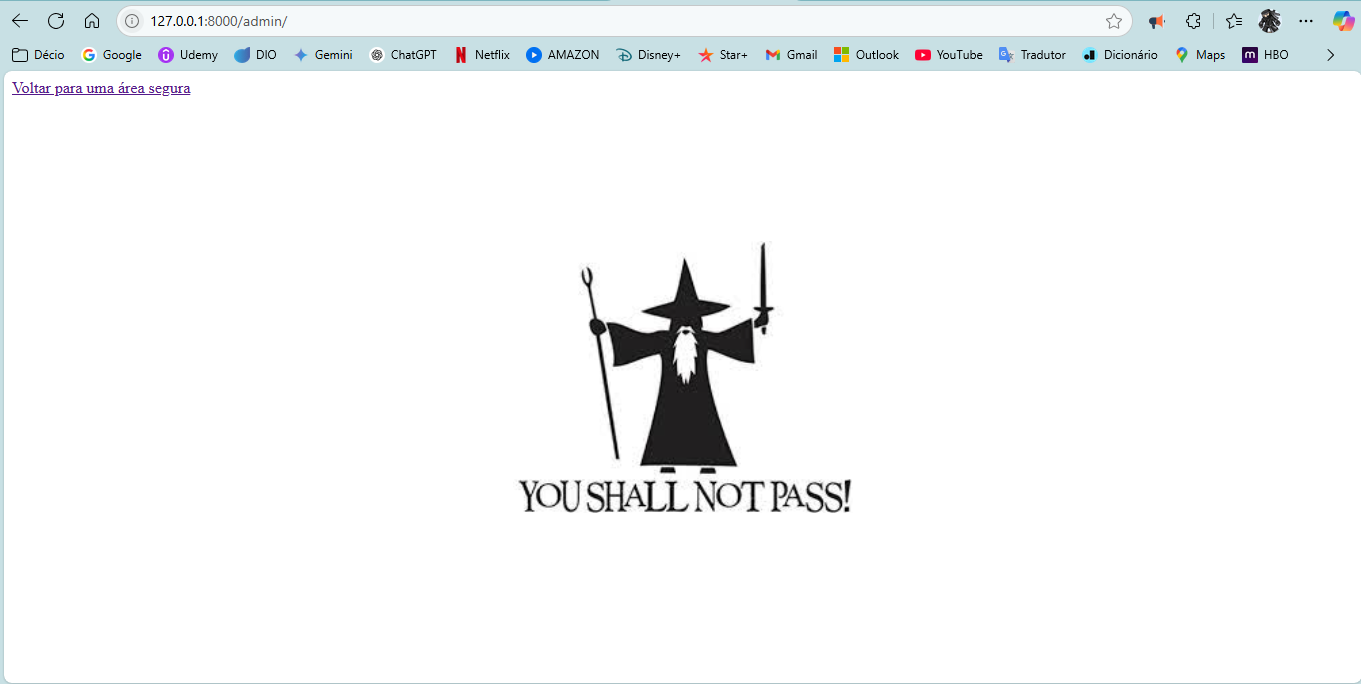 127.0.0.1:8000/admin/
Décio Google Udemy DIO Gemini ChatGPT Netflix AMAZON Disney+ Star+ Gmail Outlook YouTube Tradutor Dicionário Maps HBO
Voltar para uma área segura
YOU SHALL NOT PASS!